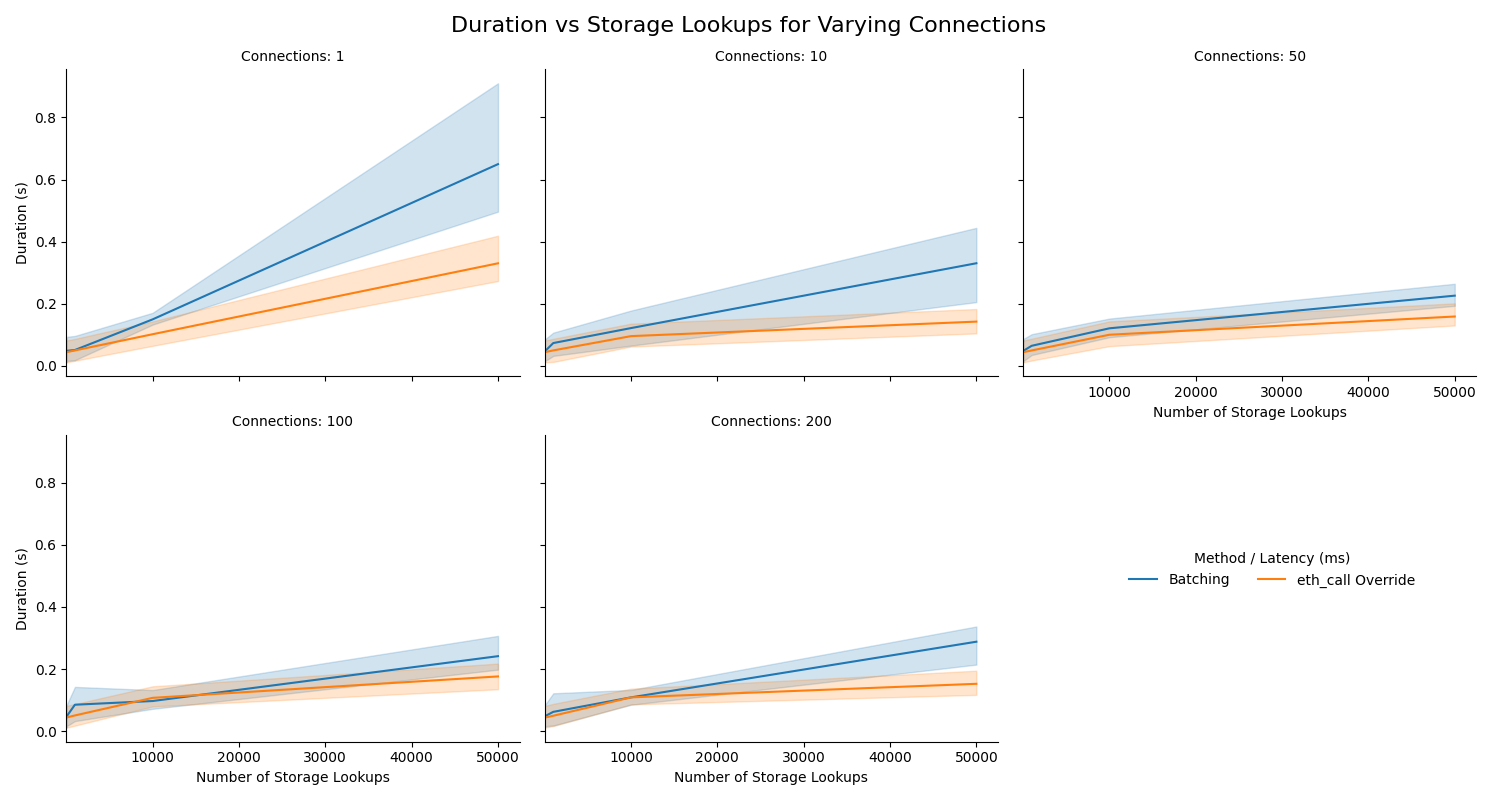 Duration vs Storage Lookups for Varying Connections
Connections: 1
Connections: 10
Connections: 50
0.8
0.6
0.4
0.2
0.0
Duration (s)
10000 20000 30000 40000 50000
Number of Storage Lookups
Connections: 100
Connections: 200
0.8
0.6
0.4
0.2
0.0
Duration (s)
10000 20000 30000 40000 50000
Number of Storage Lookups
10000 20000 30000 40000 50000
Number of Storage Lookups
Method / Latency (ms)
Batching eth_call Override